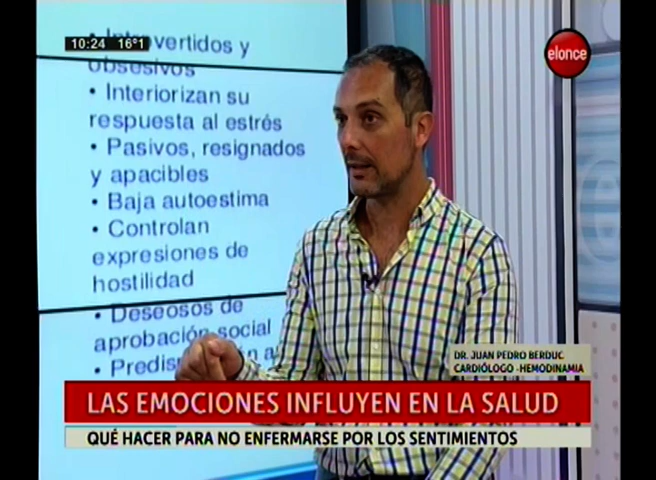 10:24 16°1
elonce
Introvertidos y
obsesivos
• Interiorizan su
respuesta al estrés
• Pasivos, resignados
y apacibles
• Baja autoestima
• Controlan
expresiones de
hostilidad
• Deseosos de
aprobación social
DR. JUAN PEDRO BERDUC
CARDIÓLOGO - HEMODINAMIA
LAS EMOCIONES INFLUYEN EN LA SALUD
QUÉ HACER PARA NO ENFERMARSE POR LOS SENTIMIENTOS